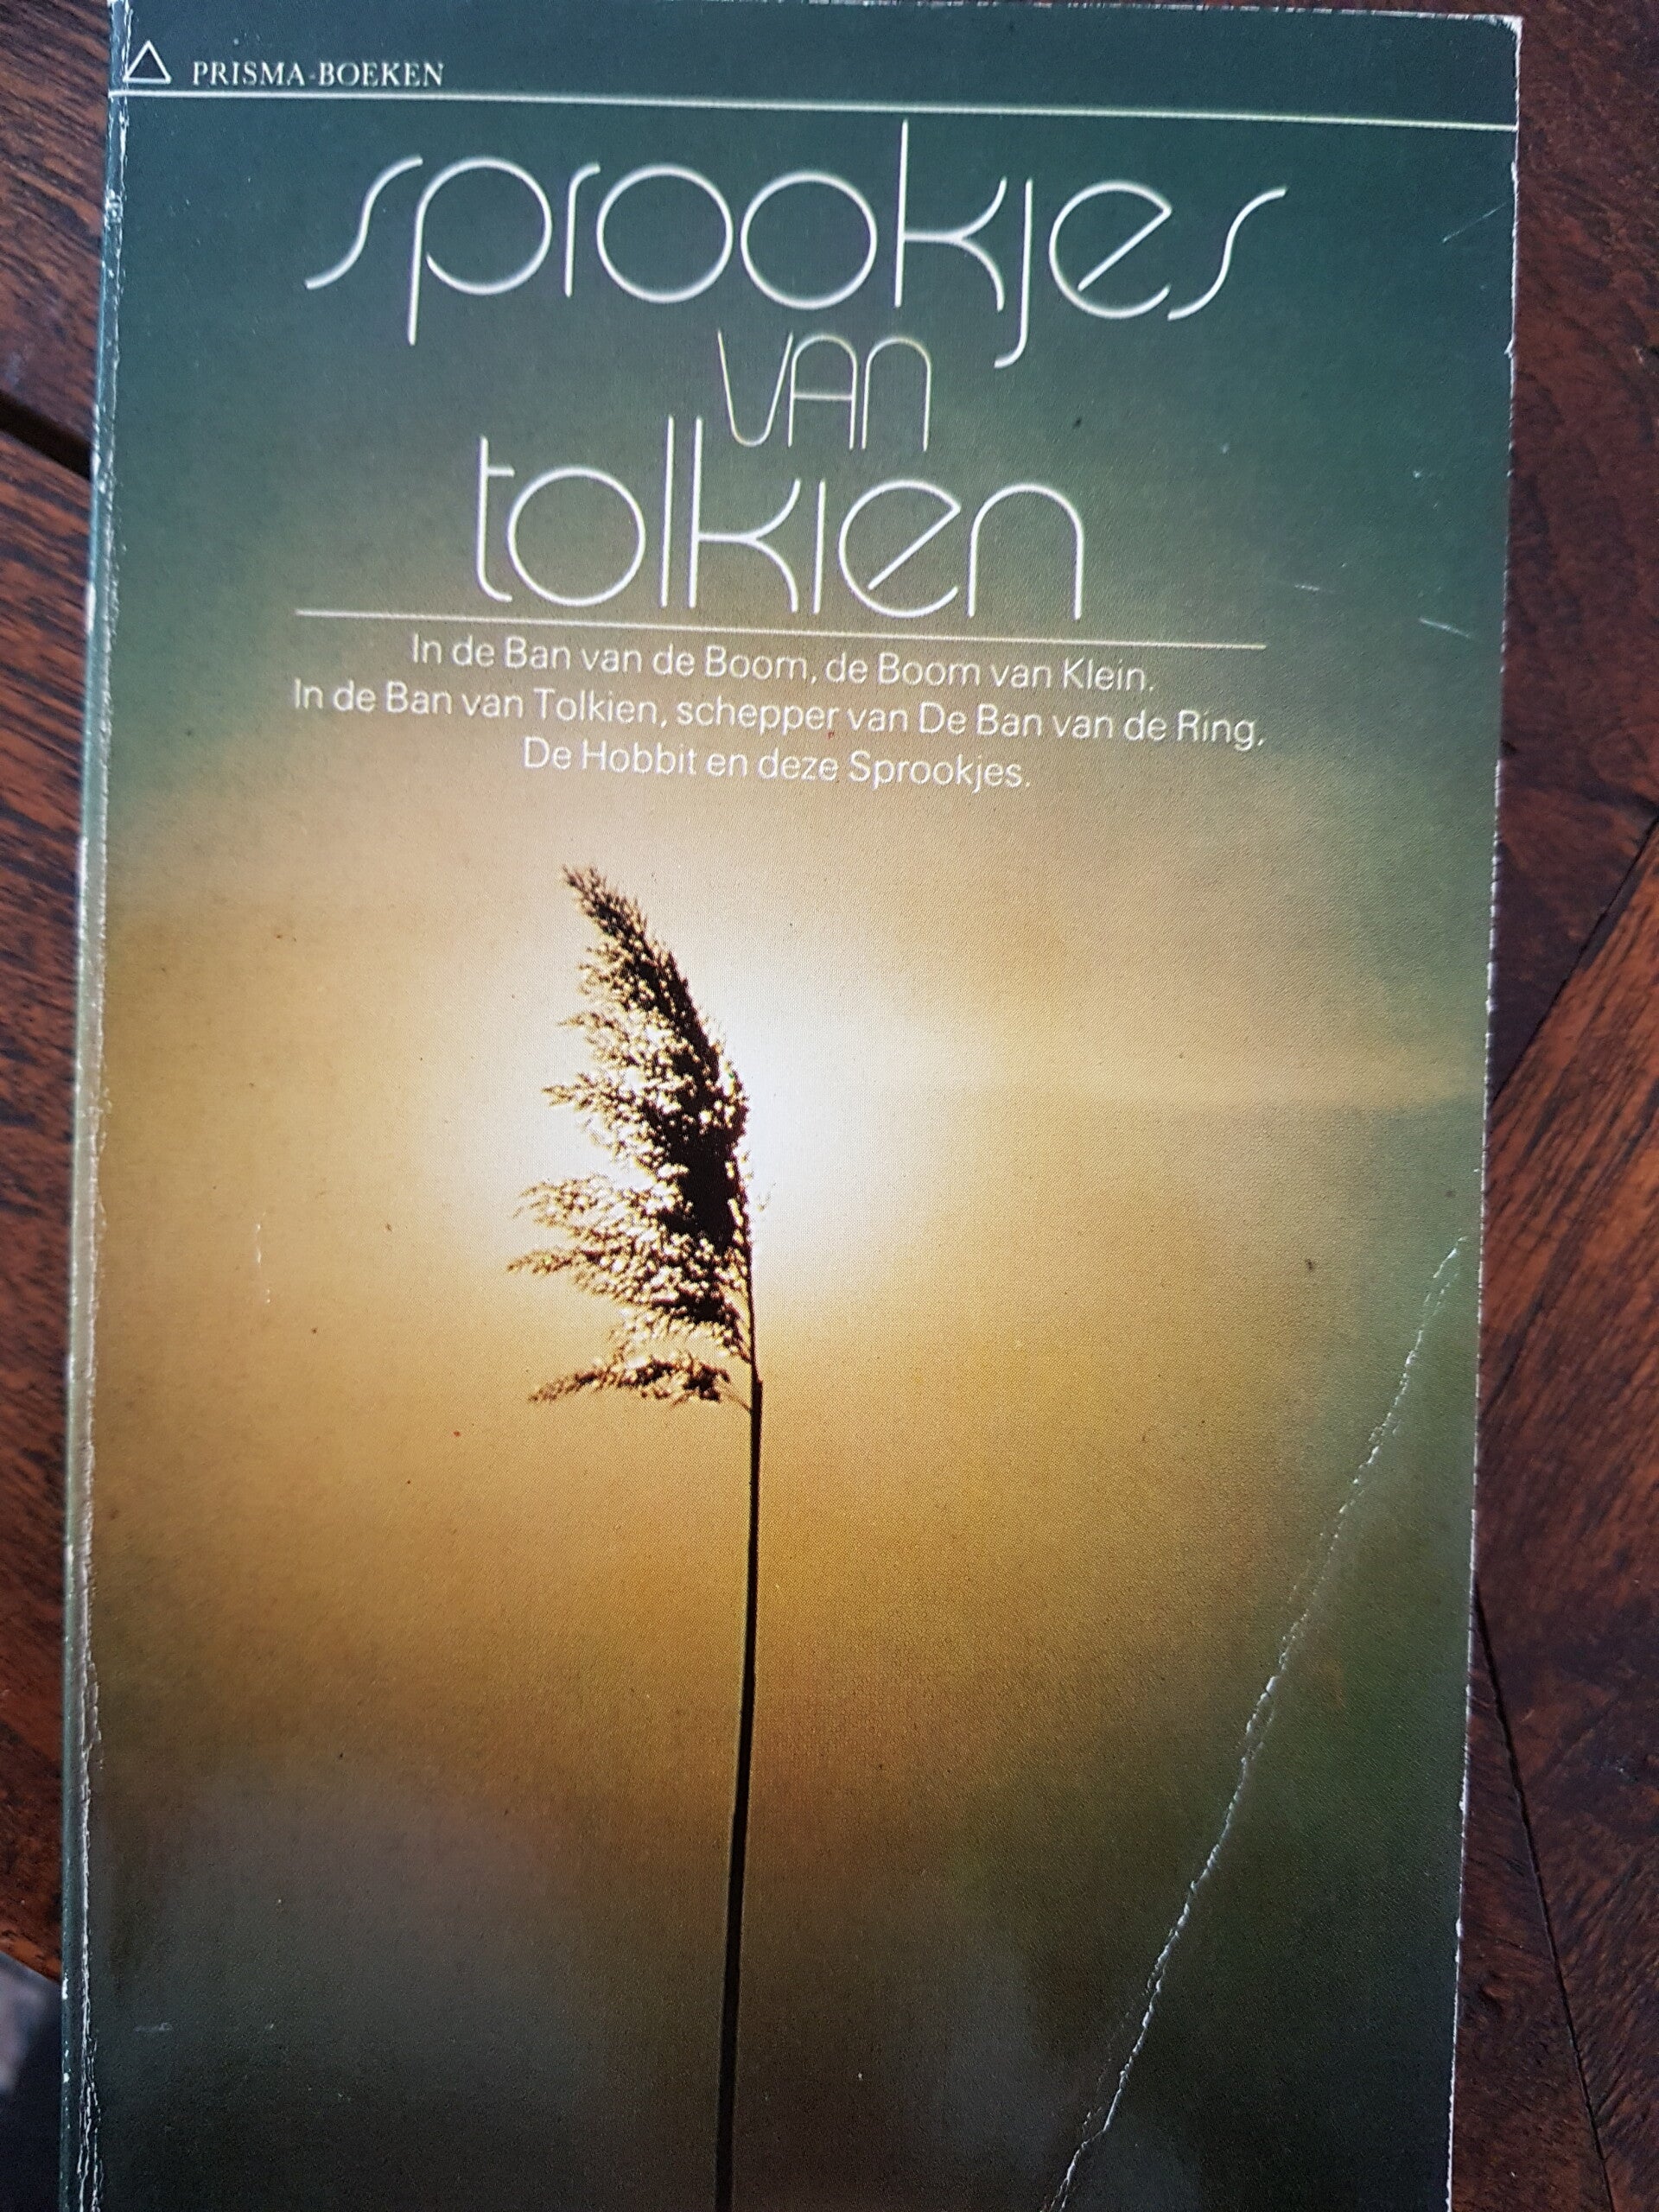 PRISMA-BOEKEN
sprookjes
van
tolkien
In de Ban van de Boom, de Boom van Klein.
In de Ban van Tolkien, schepper van De Ban van de Ring,
De Hobbit en deze Sprookjes.